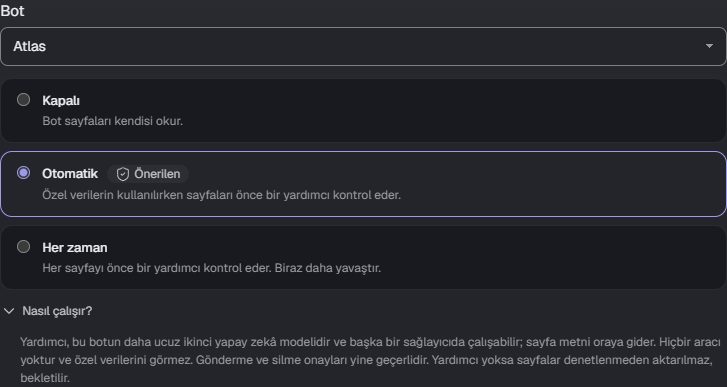 Bot
Atlas
Kapalı
Bot sayfaları kendisi okur.
Otomatik Önerilen
Özel verilerin kullanılırken sayfaları önce bir yardımcı kontrol eder.
Her zaman
Her sayfayı önce bir yardımcı kontrol eder. Biraz daha yavaştır.
Nasıl çalışır?
Yardımcı, bu botun daha ucuz ikinci yapay zekâ modelidir ve başka bir sağlayıcıda çalışabilir; sayfa metni oraya gider. Hiçbir aracı
yoktur ve özel verilerini görmez. Gönderme ve silme onayları yine geçerlidir. Yardımcı yoksa sayfalar denetlenmeden aktarılmaz,
bekletilir.